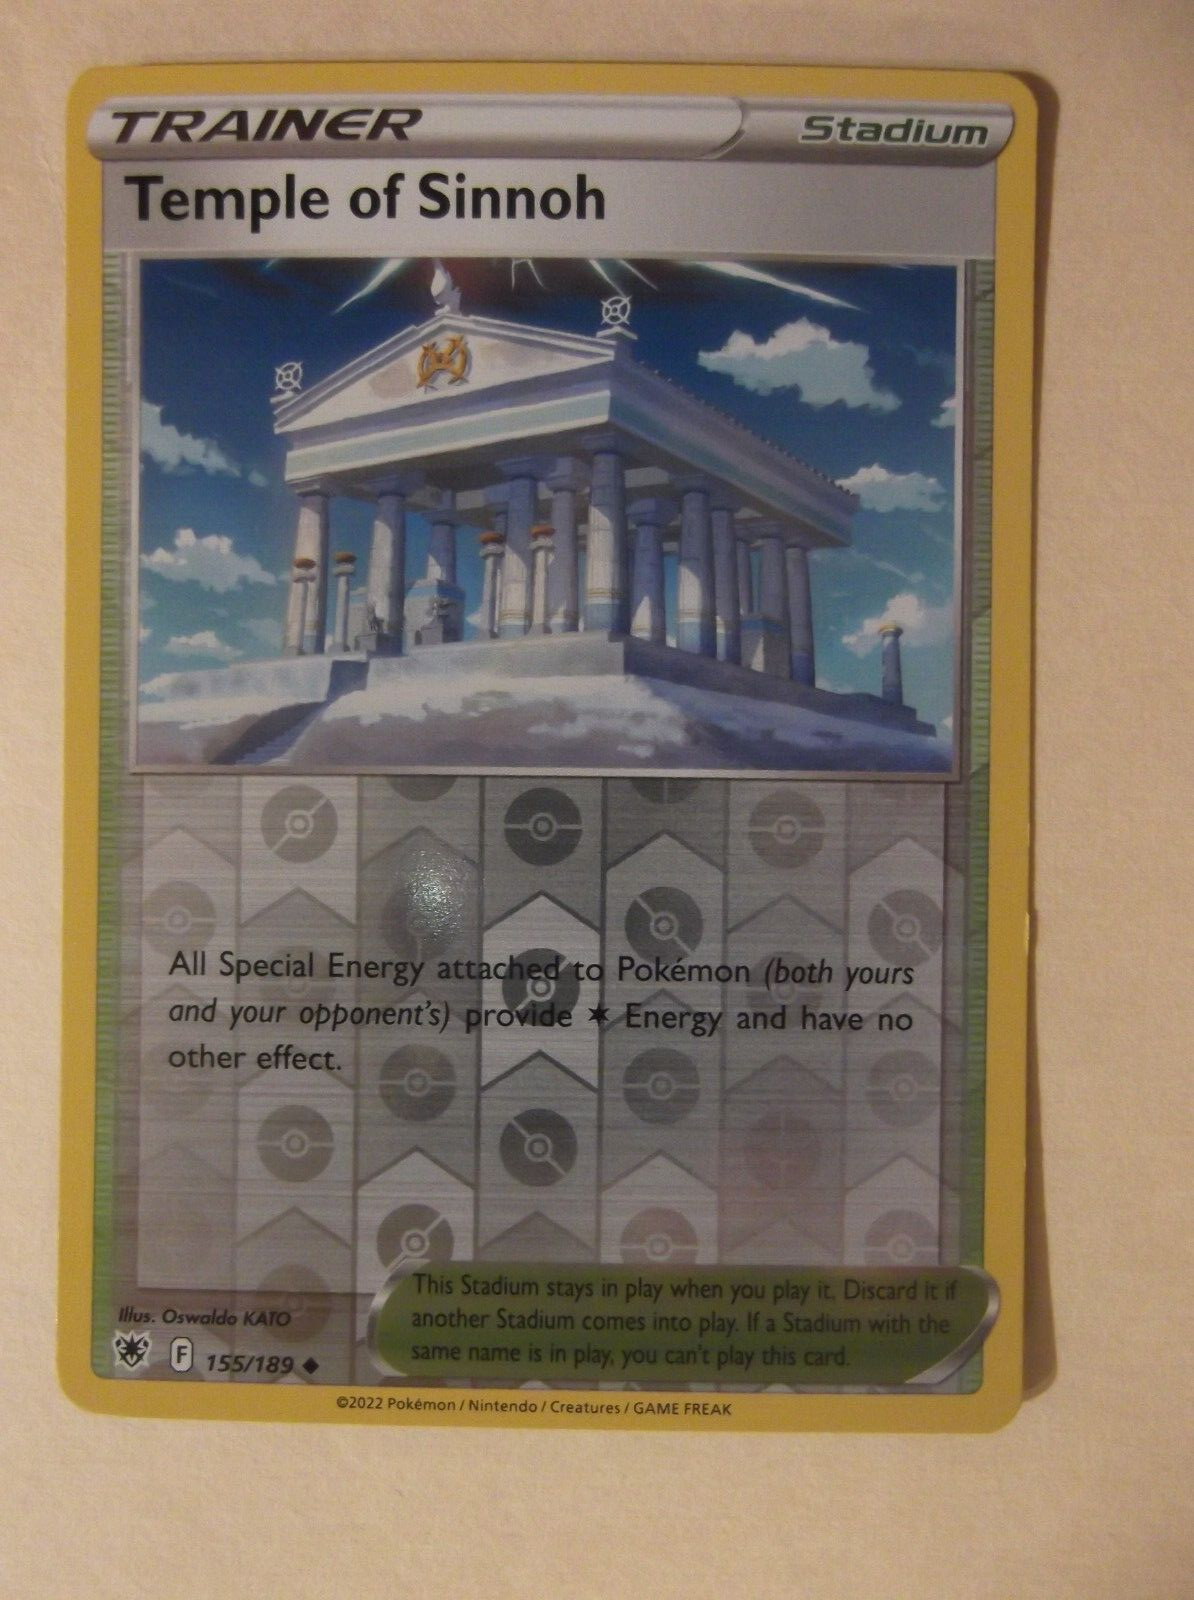 TRAINER Stadium
Temple of Sinnoh
All Special Energy attached to Pokémon (both yours
and your opponent's) provide ✶ Energy and have no
other effect.
This Stadium stays in play when you play it. Discard it if
another Stadium comes into play. If a Stadium with the
same name is in play, you can't play this card.
Illus. Oswaldo KATO
F 155/189 ◆
©2022 Pokémon / Nintendo / Creatures / GAME FREAK